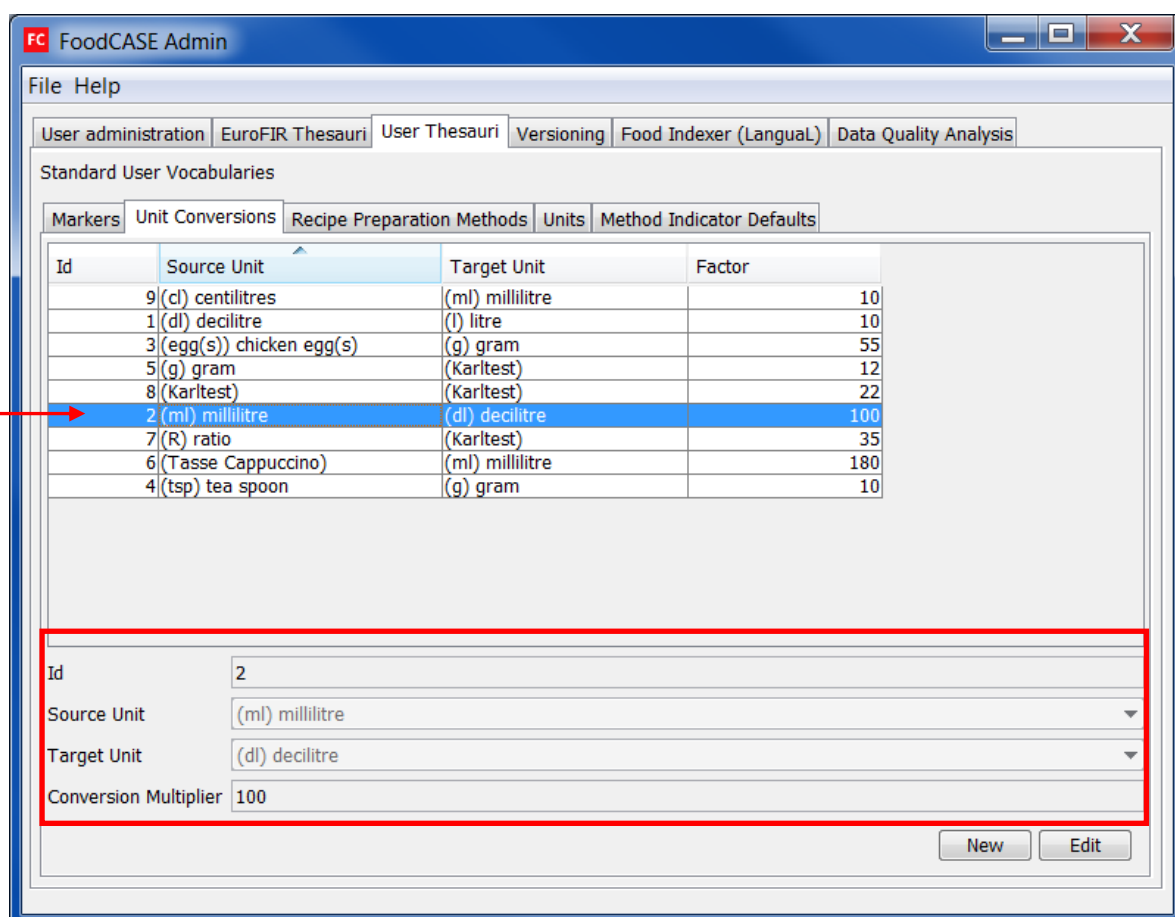 FC FoodCASE Admin
File Help
User administration EuroFIR Thesauri User Thesauri Versioning Food Indexer (LanguaL) Data Quality Analysis
Standard User Vocabularies
Markers Unit Conversions Recipe Preparation Methods Units Method Indicator Defaults
Id Source Unit Target Unit Factor
9 (cl) centilitres (ml) millilitre 10
1 (dl) decilitre (l) litre 10
3 (egg(s)) chicken egg(s) (g) gram 55
5 (g) gram (Karltest) 12
8 (Karltest) (Karltest) 22
2 (ml) millilitre (dl) decilitre 100
7 (R) ratio (Karltest) 35
6 (Tasse Cappuccino) (ml) millilitre 180
4 (tsp) tea spoon (g) gram 10
Id 2
Source Unit (ml) millilitre
Target Unit (dl) decilitre
Conversion Multiplier 100
New Edit